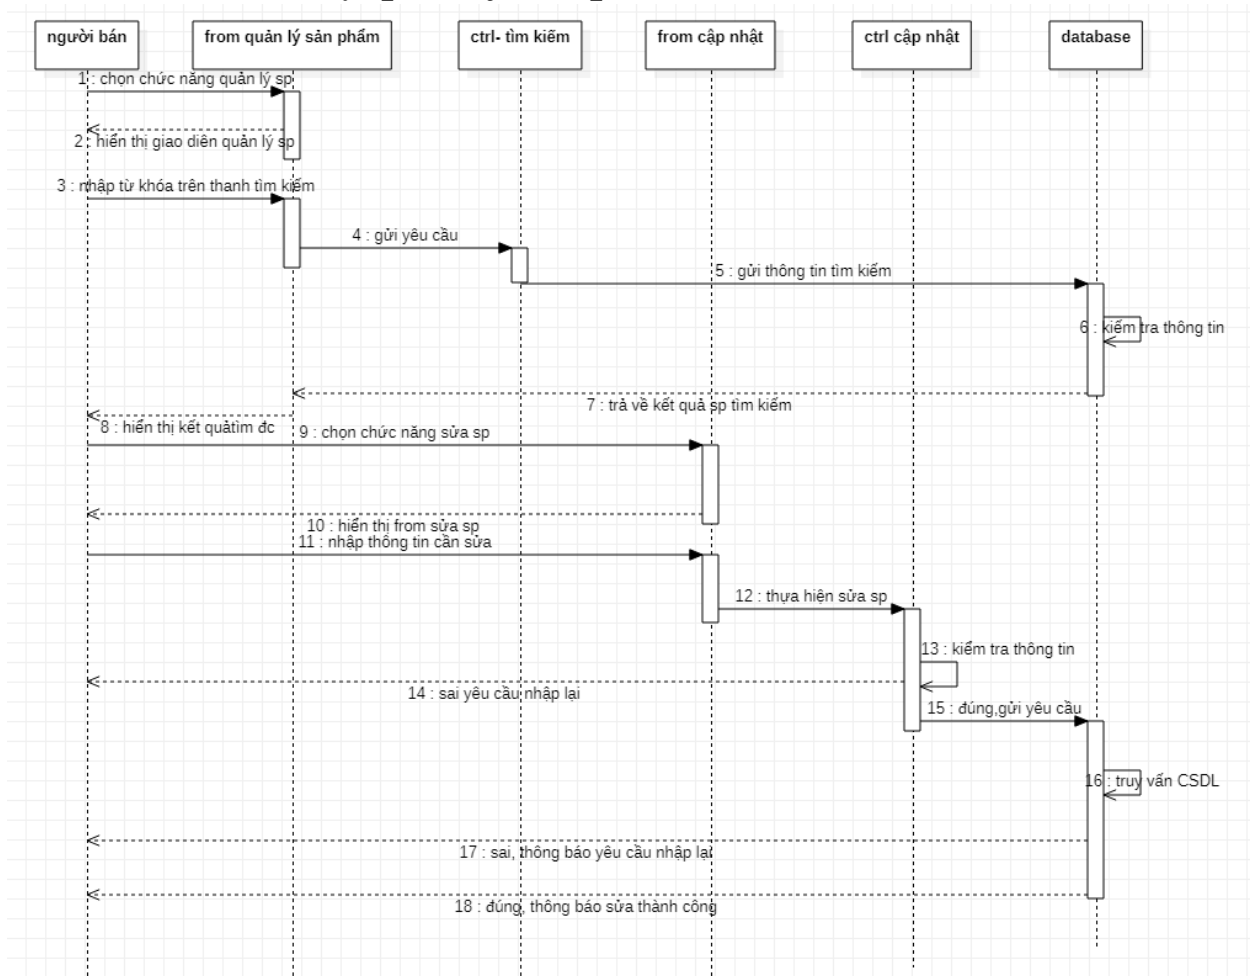 người bán
from quản lý sản phẩm
ctrl- tìm kiếm
from cập nhật
ctrl cập nhật
database
1 : chọn chức năng quản lý sp
2 : hiển thị giao diên quản lý sp
3 : nhập từ khóa trên thanh tìm kiếm
4 : gửi yêu cầu
5 : gửi thông tin tìm kiếm
6 : kiếm tra thông tin
7 : trả về kết quả sp tìm kiếm
8 : hiển thị kết quảtìm đc
9 : chọn chức năng sửa sp
10 : hiển thị from sửa sp
11 : nhập thông tin cần sửa
12 : thựa hiện sửa sp
13 : kiểm tra thông tin
14 : sai yêu cầu nhập lại
15 : đúng,gửi yêu cầu
16 : truy vấn CSDL
17 : sai, thông báo yêu cầu nhập lại
18 : đúng, thông báo sửa thành công